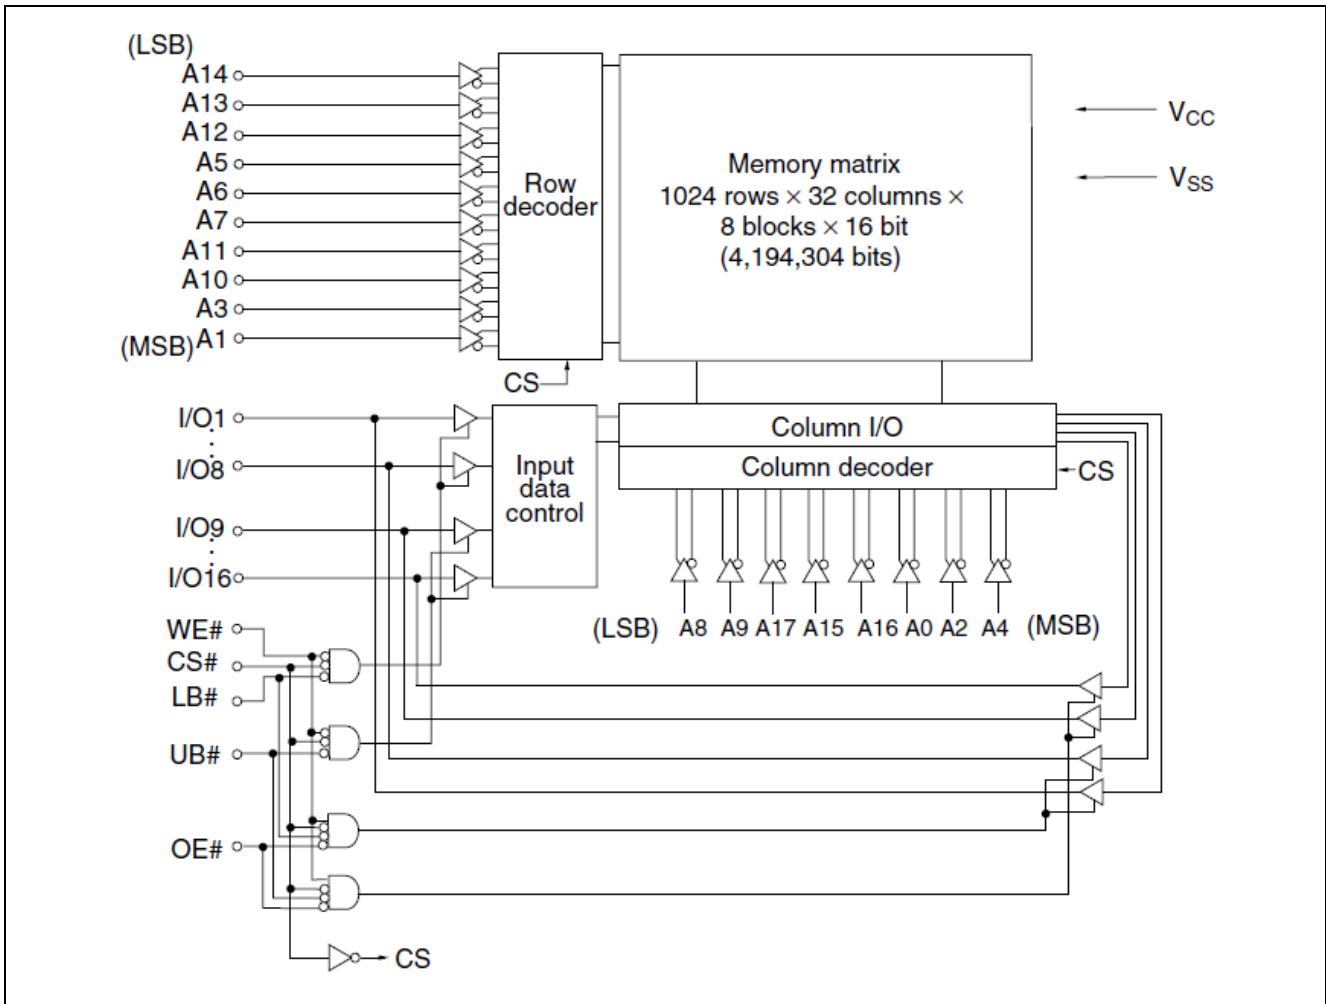 (LSB)
A14
A13
A12
A5
A6
A7
A11
A10
A3
(MSB) A1
Row
decoder
CS
Memory matrix
1024 rows × 32 columns ×
8 blocks × 16 bit
(4,194,304 bits)
VCC
VSS
I/O1
I/O8
I/O9
I/O16
Input
data
control
Column I/O
Column decoder
CS
(LSB) A8 A9 A17 A15 A16 A0 A2 A4 (MSB)
WE#
CS#
LB#
UB#
OE#
CS